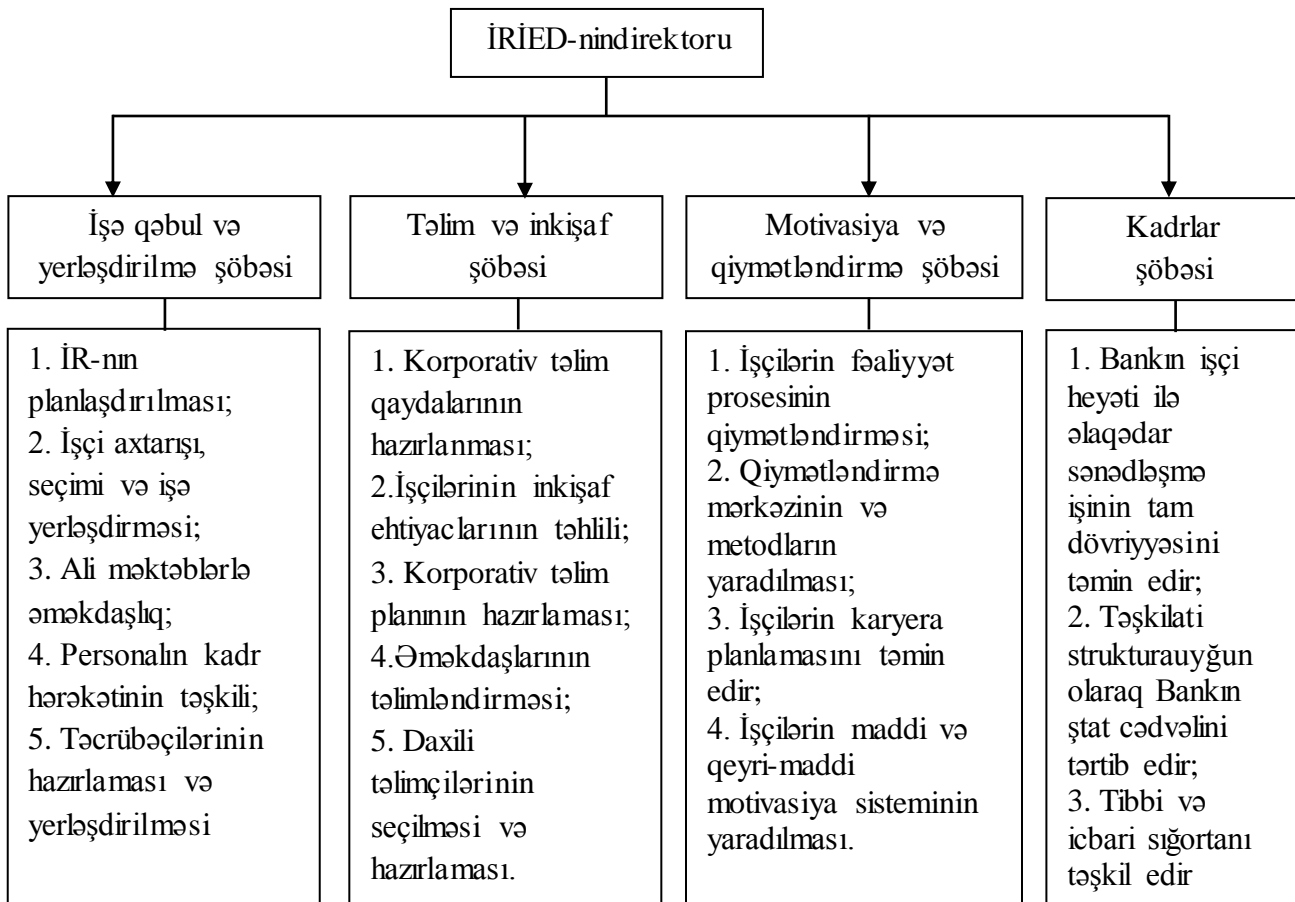 İRİED-nindirektoru
İşə qəbul və
yerləşdirilmə şöbəsi
Təlim və inkişaf
şöbəsi
Motivasiya və
qiymətləndirmə şöbəsi
Kadrlar
şöbəsi
1. İR-nın
planlaşdırılması;
2. İşçi axtarışı,
seçimi və işə
yerləşdirməsi;
3. Ali məktəblərlə
əməkdaşlıq;
4. Personalın kadr
hərəkətinin təşkili;
5. Təcrübəçilərinin
hazırlaması və
yerləşdirilməsi
1. Korporativ təlim
qaydalarının
hazırlanması;
2.İşçilərinin inkişaf
ehtiyaclarının təhlili;
3. Korporativ təlim
planının hazırlaması;
4.Əməkdaşlarının
təlimləndirməsi;
5. Daxili
təlimçilərinin
seçilməsi və
hazırlaması.
1. İşçilərin fəaliyyət
prosesinin
qiymətləndirməsi;
2. Qiymətləndirmə
mərkəzinin və
metodların
yaradılması;
3. İşçilərin karyera
planlamasını təmin
edir;
4. İşçilərin maddi və
qeyri-maddi
motivasiya sisteminin
yaradılması.
1. Bankın işçi
heyəti ilə
əlaqədar
sənədləşmə
işinin tam
dövriyyəsini
təmin edir;
2. Təşkilati
strukturauyğun
olaraq Bankın
ştat cədvəlini
tərtib edir;
3. Tibbi və
icbari sığortanı
təşkil edir